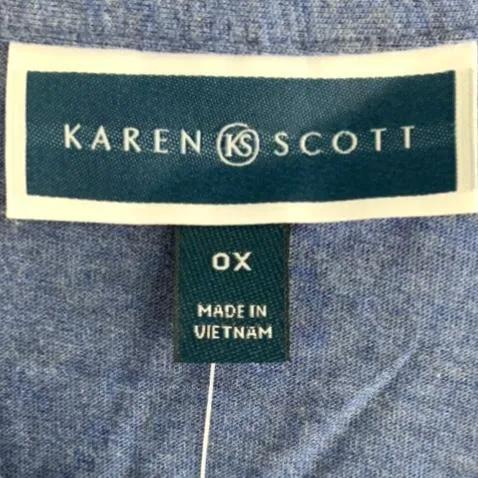 KAREN KS SCOTT
0X
MADE IN
VIETNAM